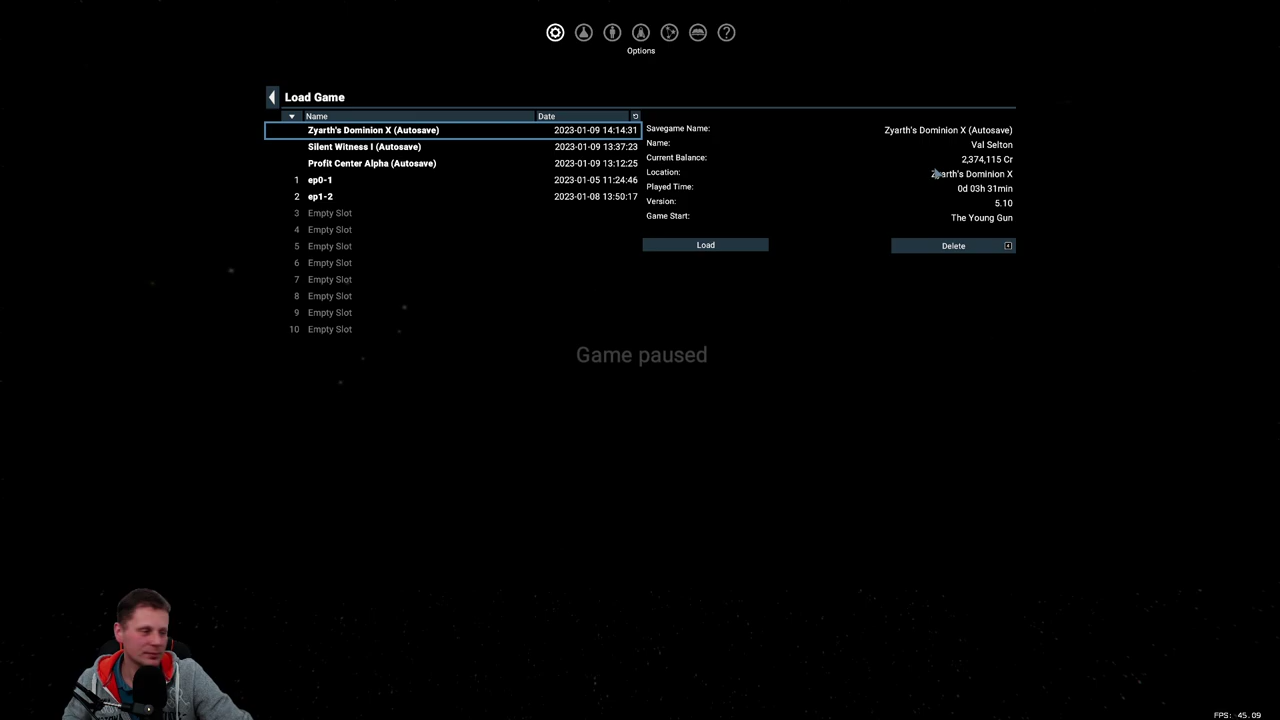 Options
Load Game
Name Date
Zyarth's Dominion X (Autosave) 2023-01-09 14:14:31
Silent Witness I (Autosave) 2023-01-09 13:37:23
Profit Center Alpha (Autosave) 2023-01-09 13:12:25
1 ep0-1 2023-01-05 11:24:46
2 ep1-2 2023-01-08 13:50:17
3 Empty Slot
4 Empty Slot
5 Empty Slot
6 Empty Slot
7 Empty Slot
8 Empty Slot
9 Empty Slot
10 Empty Slot
Savegame Name: Zyarth's Dominion X (Autosave)
Name: Val Selton
Current Balance: 2,374,115 Cr
Location: Zyarth's Dominion X
Played Time: 0d 03h 31min
Version: 5.10
Game Start: The Young Gun
Load Delete
Game paused
FPS: 45.09